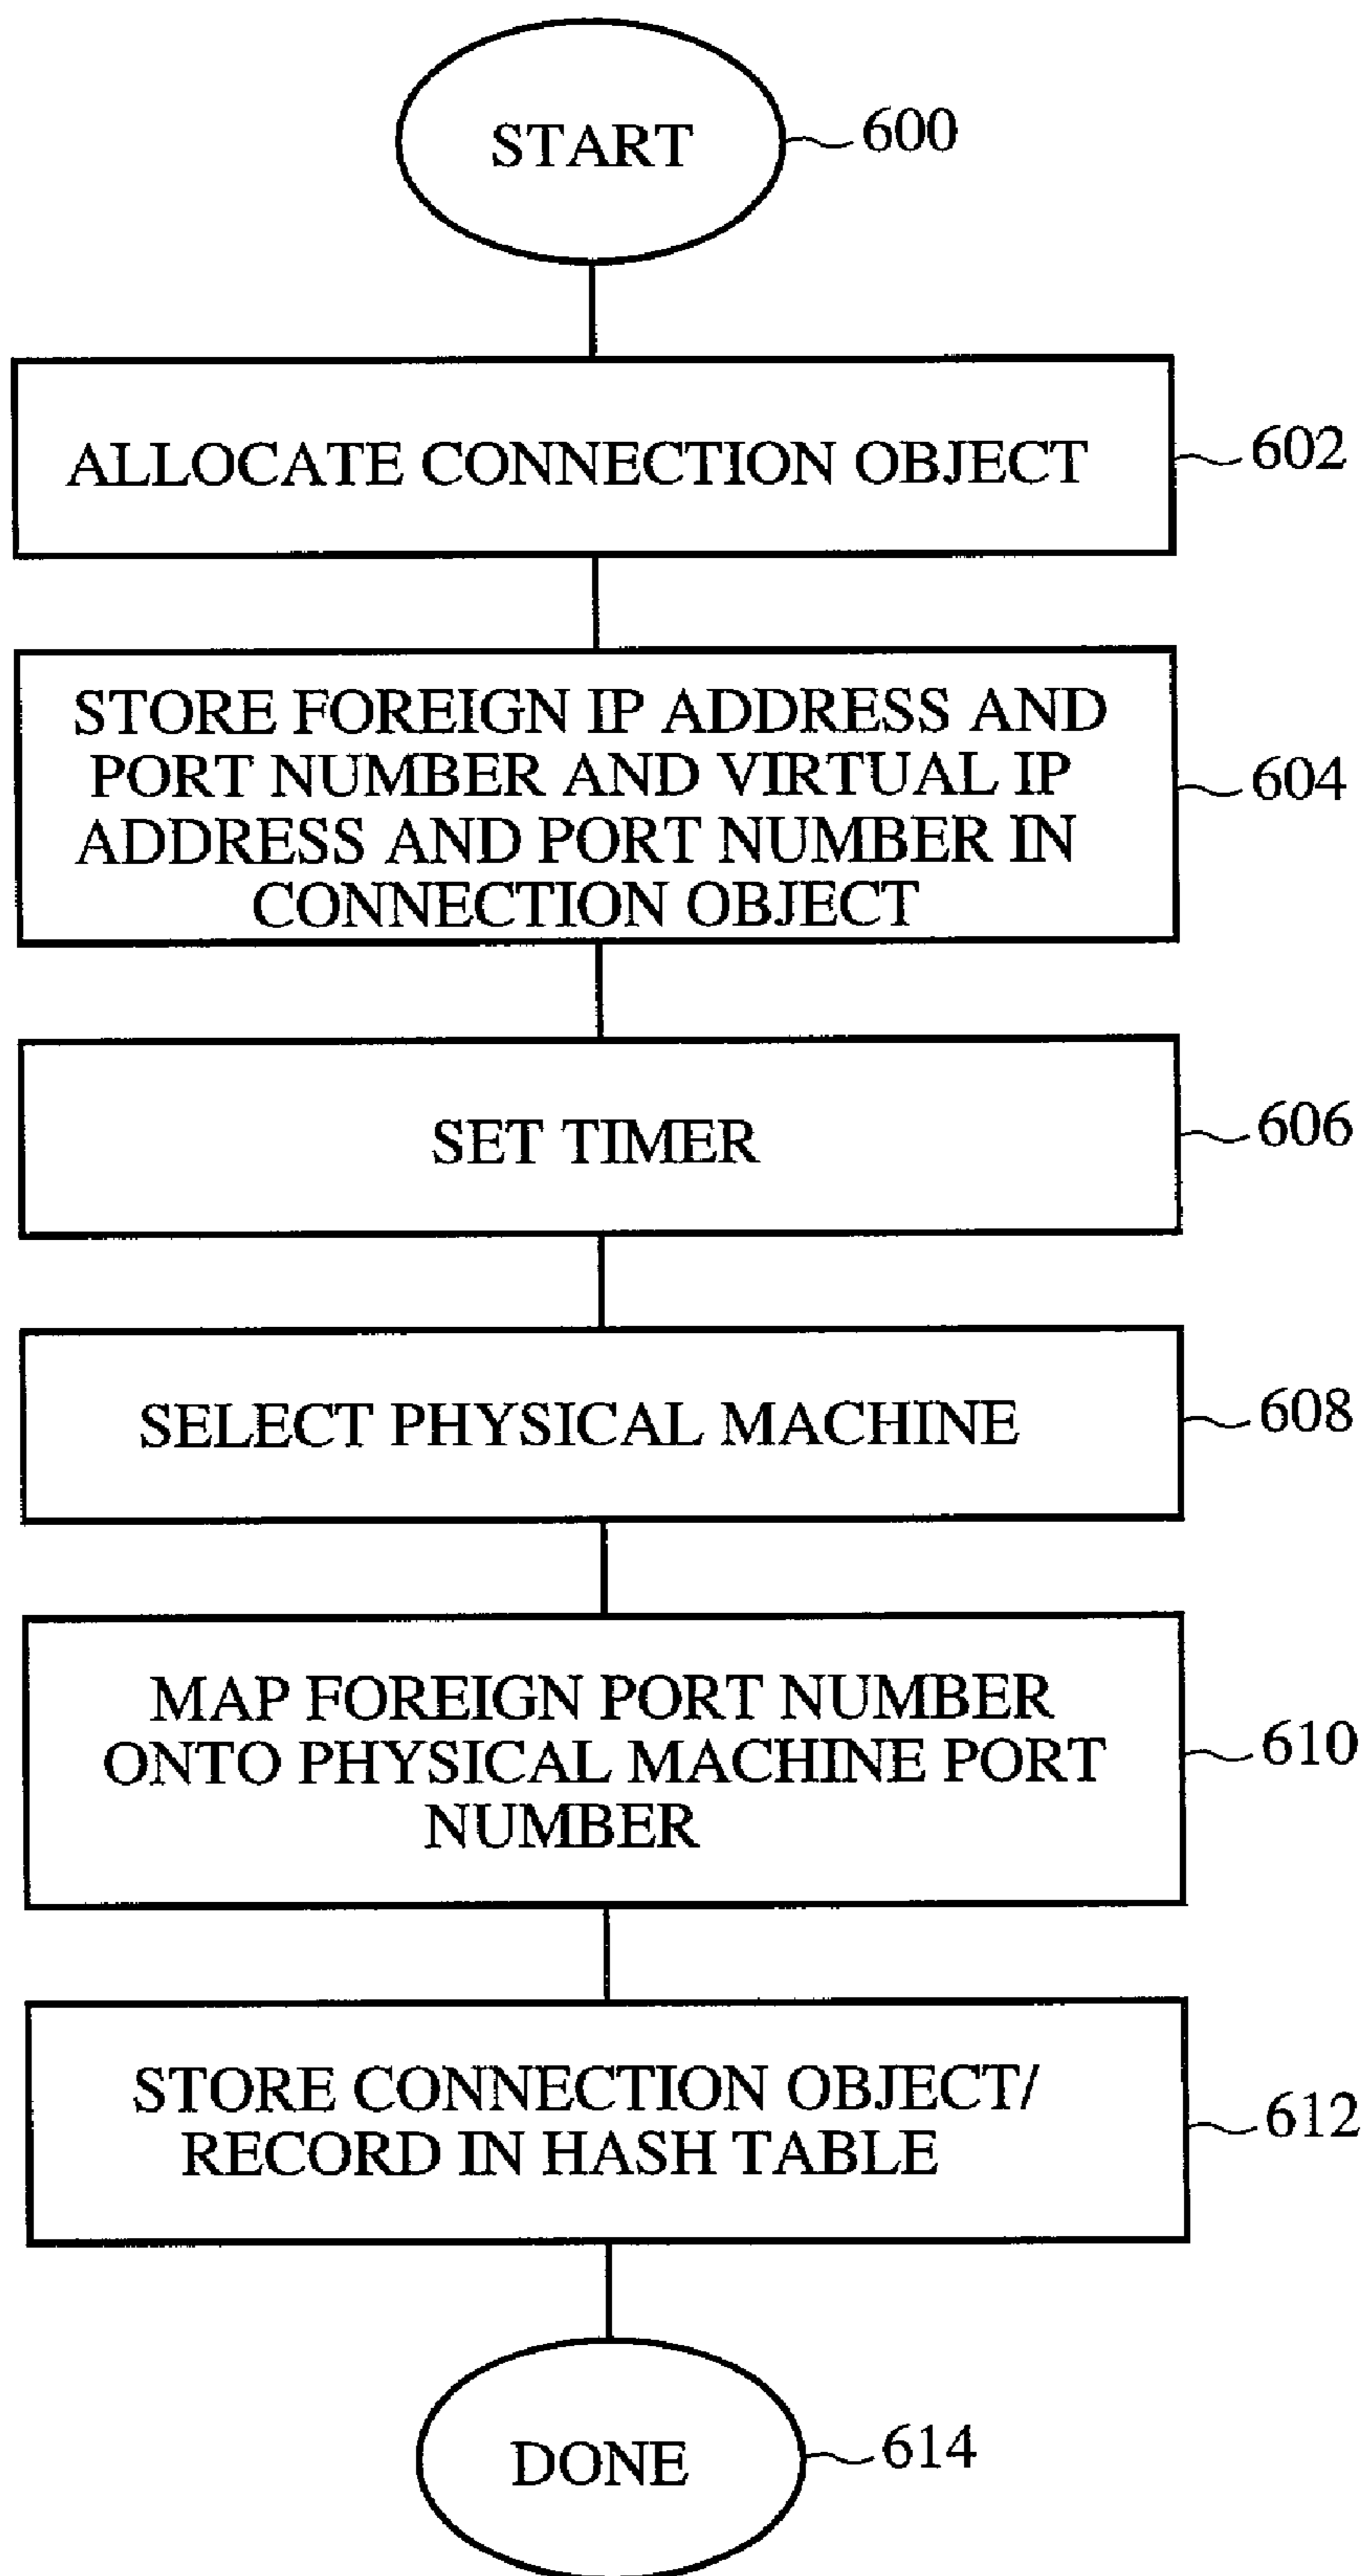 START
600
ALLOCATE CONNECTION OBJECT
602
STORE FOREIGN IP ADDRESS AND
PORT NUMBER AND VIRTUAL IP
ADDRESS AND PORT NUMBER IN
CONNECTION OBJECT
604
SET TIMER
606
SELECT PHYSICAL MACHINE
608
MAP FOREIGN PORT NUMBER
ONTO PHYSICAL MACHINE PORT
NUMBER
610
STORE CONNECTION OBJECT/
RECORD IN HASH TABLE
612
DONE
614